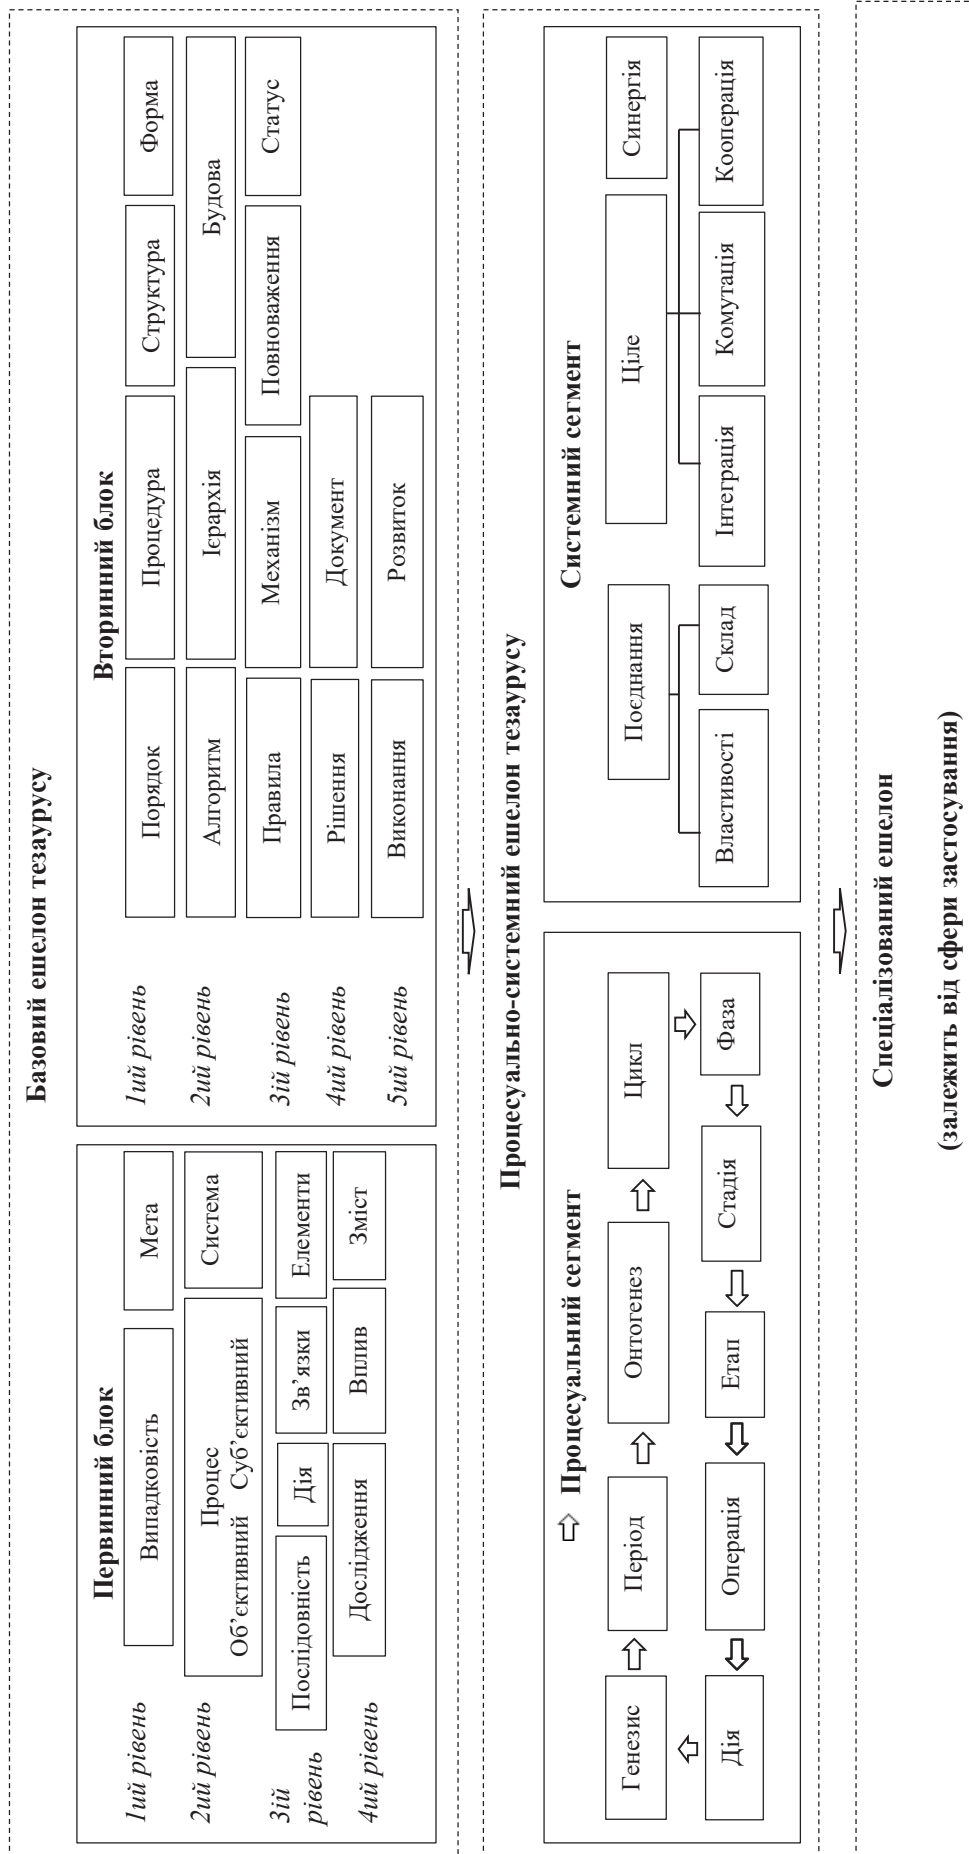 Базовий ешелон тезаурусу
Первинний блок
1ий рівень
Випадковість
Мета
2ий рівень
Процес
Об’єктивний Суб’єктивний
Система
3ій
рівень
Послідовність
Дія
Зв’язки
Елементи
4ий рівень
Дослідження
Вплив
Зміст
Вторинний блок
1ий рівень
Порядок
Процедура
Структура
Форма
2ий рівень
Алгоритм
Ієрархія
Будова
3ій рівень
Правила
Механізм
Повноваження
Статус
4ий рівень
Рішення
Документ
5ий рівень
Виконання
Розвиток
Процесуально-системний ешелон тезаурусу
Процесуальний сегмент
Генезис
Період
Онтогенез
Цикл
Дія
Операція
Етап
Стадія
Фаза
Системний сегмент
Поєднання
Ціле
Синергія
Властивості
Склад
Інтеграція
Комутація
Кооперація
Спеціалізований ешелон
(залежить від сфери застосування)